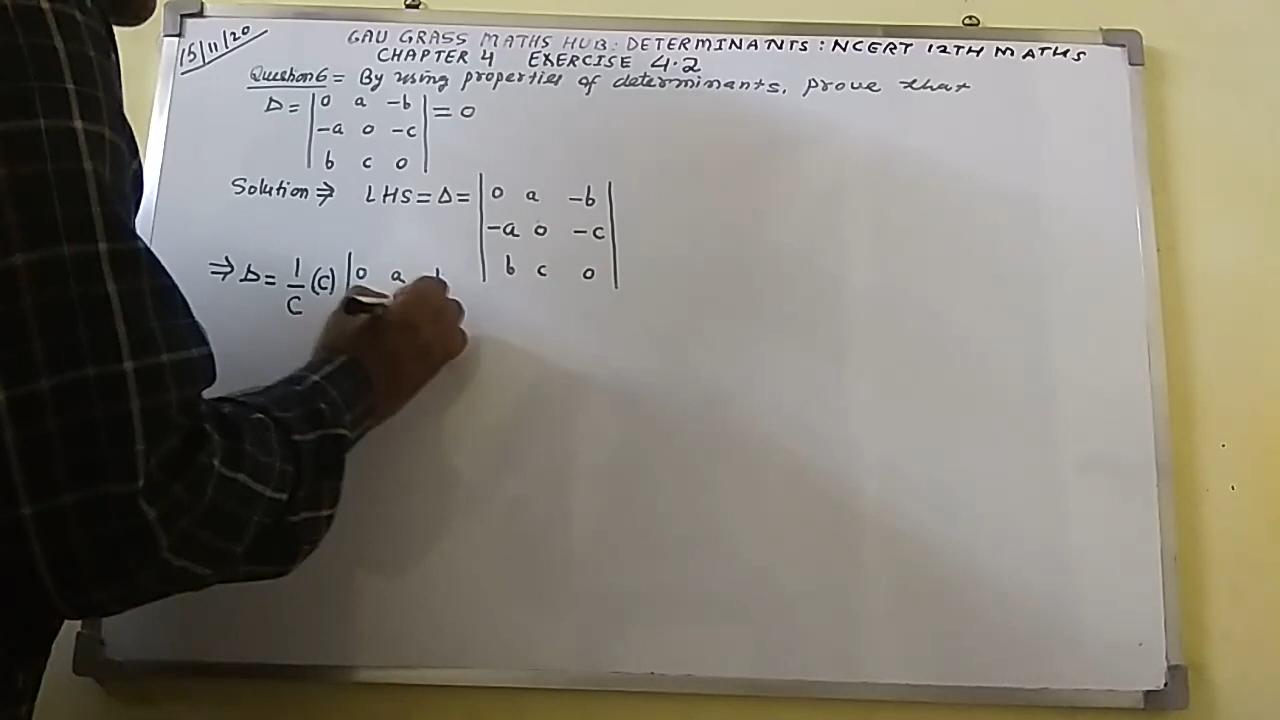 15/11/20
GAU GRASS MATHS HUB: DETERMINANTS: NCERT 12TH MATHS
CHAPTER 4 EXERCISE 4.2
Question 6 = By using properties of determinants, prove that
Δ = | 0 a -b | = 0
| -a 0 -c |
| b c 0 |
Solution ⇒ LHS = Δ = | 0 a -b |
| -a 0 -c |
| b c 0 |
⇒ Δ = 1/C (C) | 0 a